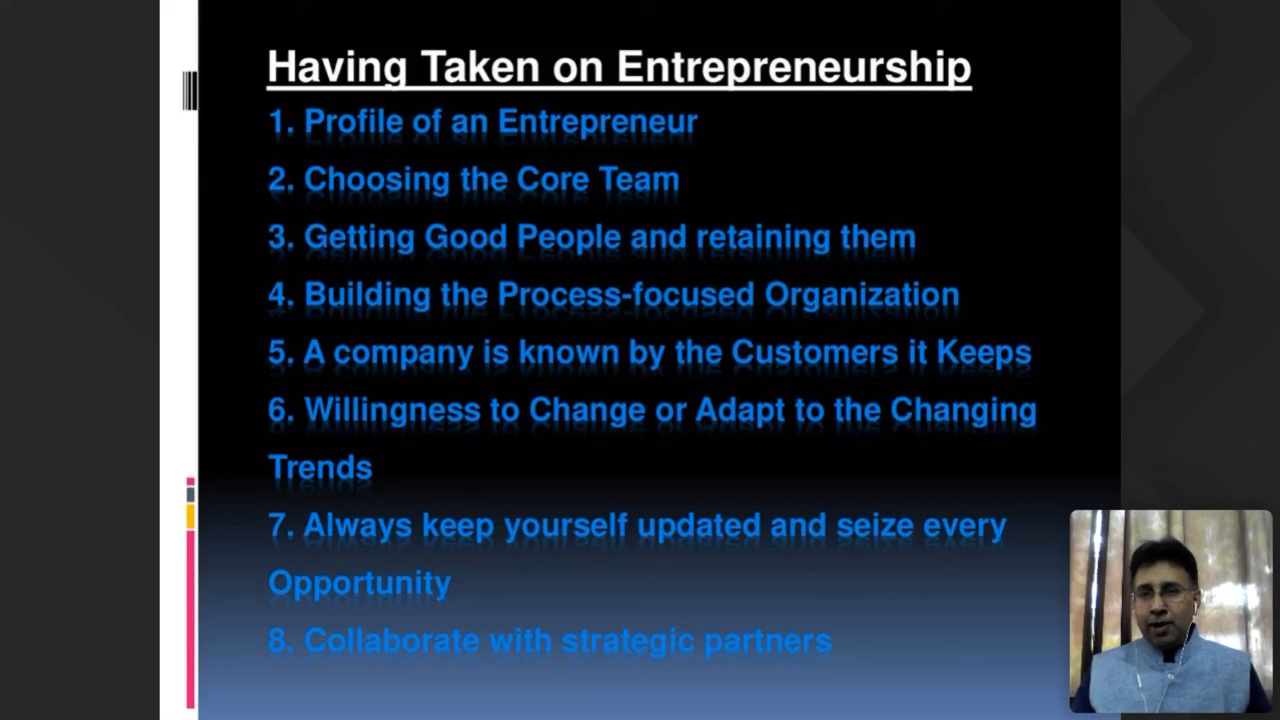 Having Taken on Entrepreneurship
1. Profile of an Entrepreneur
2. Choosing the Core Team
3. Getting Good People and retaining them
4. Building the Process-focused Organization
5. A company is known by the Customers it Keeps
6. Willingness to Change or Adapt to the Changing
Trends
7. Always keep yourself updated and seize every
Opportunity
8. Collaborate with strategic partners